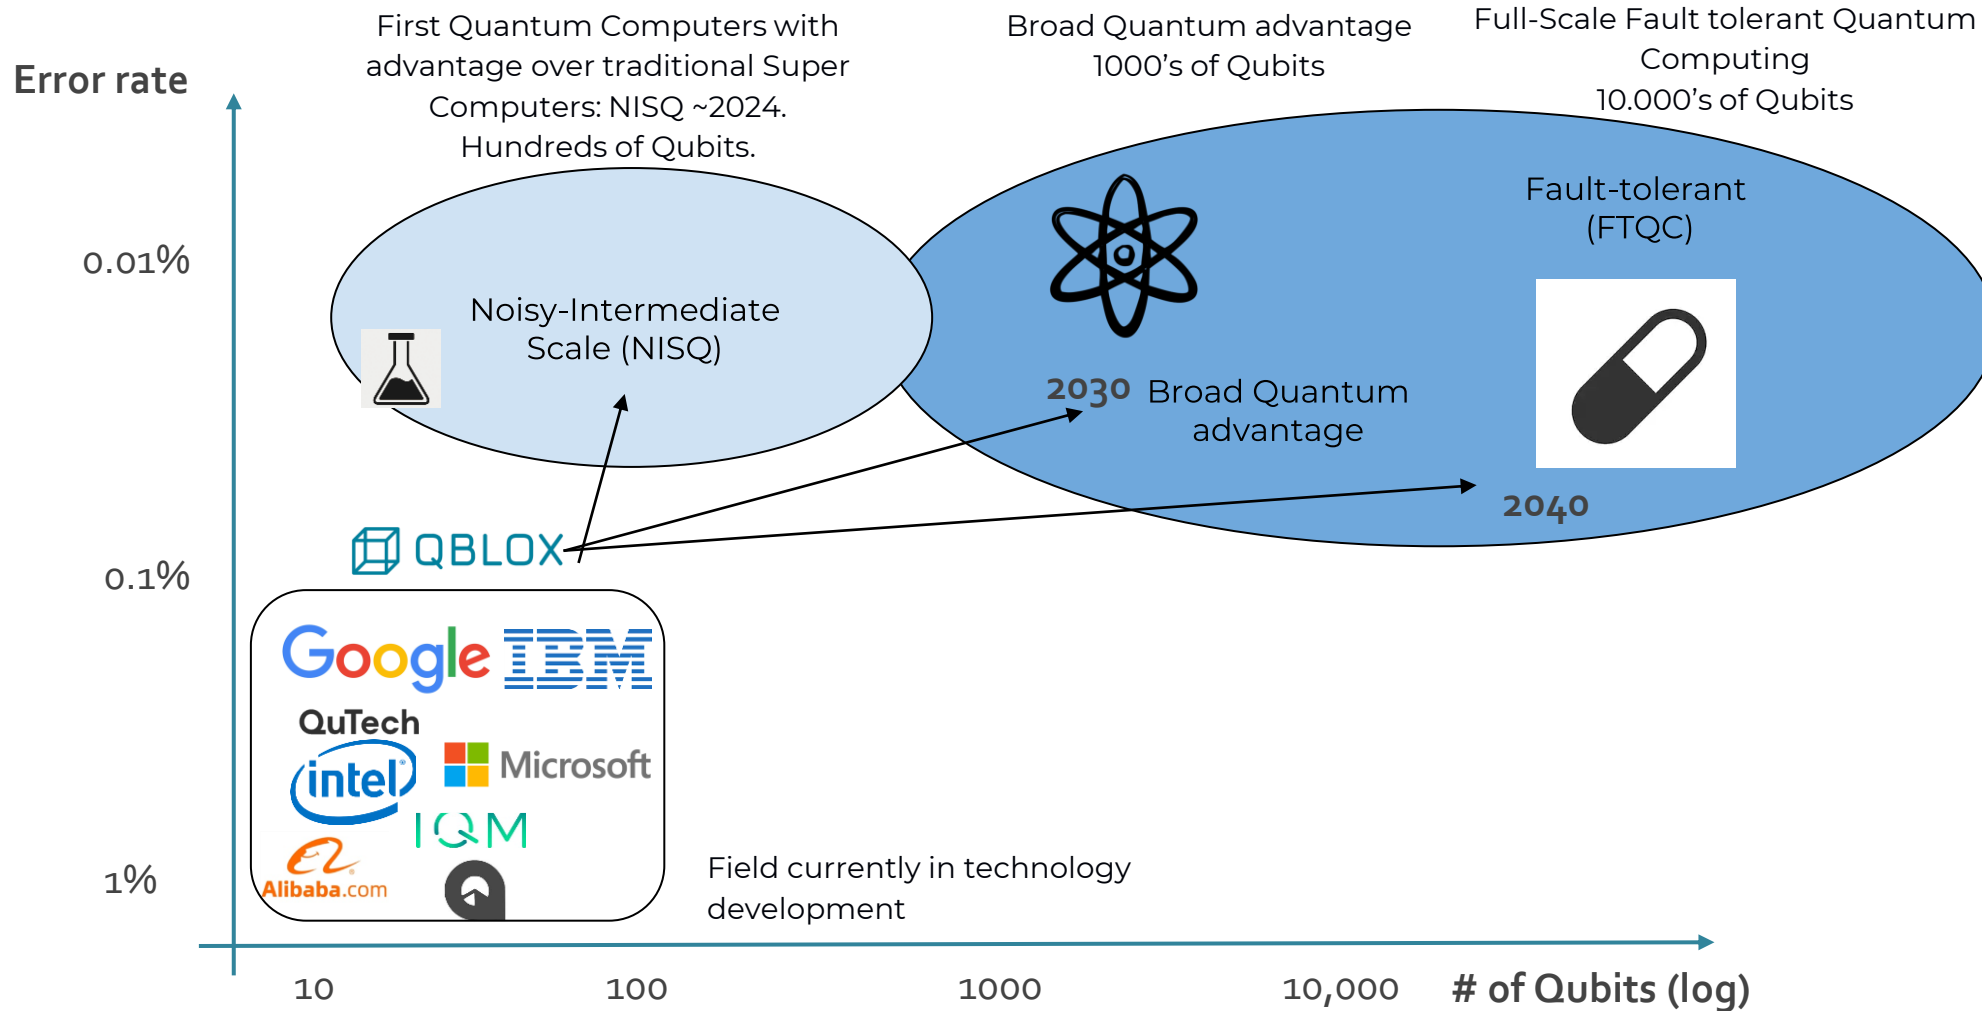 First Quantum Computers with
advantage over traditional Super
Computers: NISQ ~2024.
Hundreds of Qubits.
Broad Quantum advantage
1000's of Qubits
Full-Scale Fault tolerant Quantum
Computing
10.000's of Qubits
Error rate
0.01%
0.1%
1%
Noisy-Intermediate
Scale (NISQ)
Fault-tolerant
(FTQC)
2030
Broad Quantum
advantage
2040
QBLOX
Google
IBM
QuTech
intel
Microsoft
IQM
Alibaba.com
Field currently in technology
development
10
100
1000
10,000
# of Qubits (log)